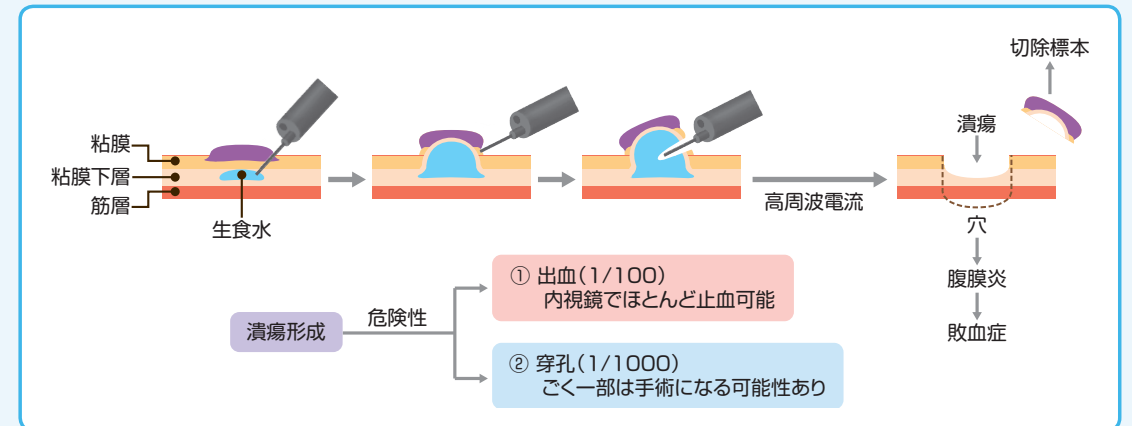 切除標本
粘膜
粘膜下層
筋層
生食水
高周波電流
潰瘍
穴
腹膜炎
敗血症
潰瘍形成
危険性
① 出血(1/100)
内視鏡でほとんど止血可能
② 穿孔(1/1000)
ごく一部は手術になる可能性あり